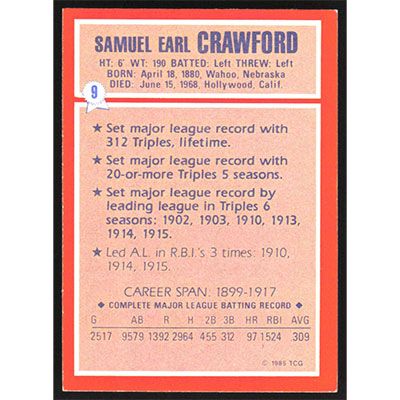 SAMUEL EARL CRAWFORD
HT: 6' WT: 190 BATTED: Left THREW: Left
BORN: April 18, 1880, Wahoo, Nebraska
DIED: June 15, 1968, Hollywood, Calif.
9
★ Set major league record with
312 Triples, lifetime.
★ Set major league record with
20-or-more Triples 5 seasons.
★ Set major league record by
leading league in Triples 6
seasons: 1902, 1903, 1910, 1913,
1914, 1915.
★ Led A.L. in R.B.I.'s 3 times: 1910,
1914, 1915.
CAREER SPAN: 1899-1917
◆ COMPLETE MAJOR LEAGUE BATTING RECORD ◆
G AB R H 2B 3B HR RBI AVG
2517 9579 1392 2964 455 312 97 1524 .309
© 1985 TCG